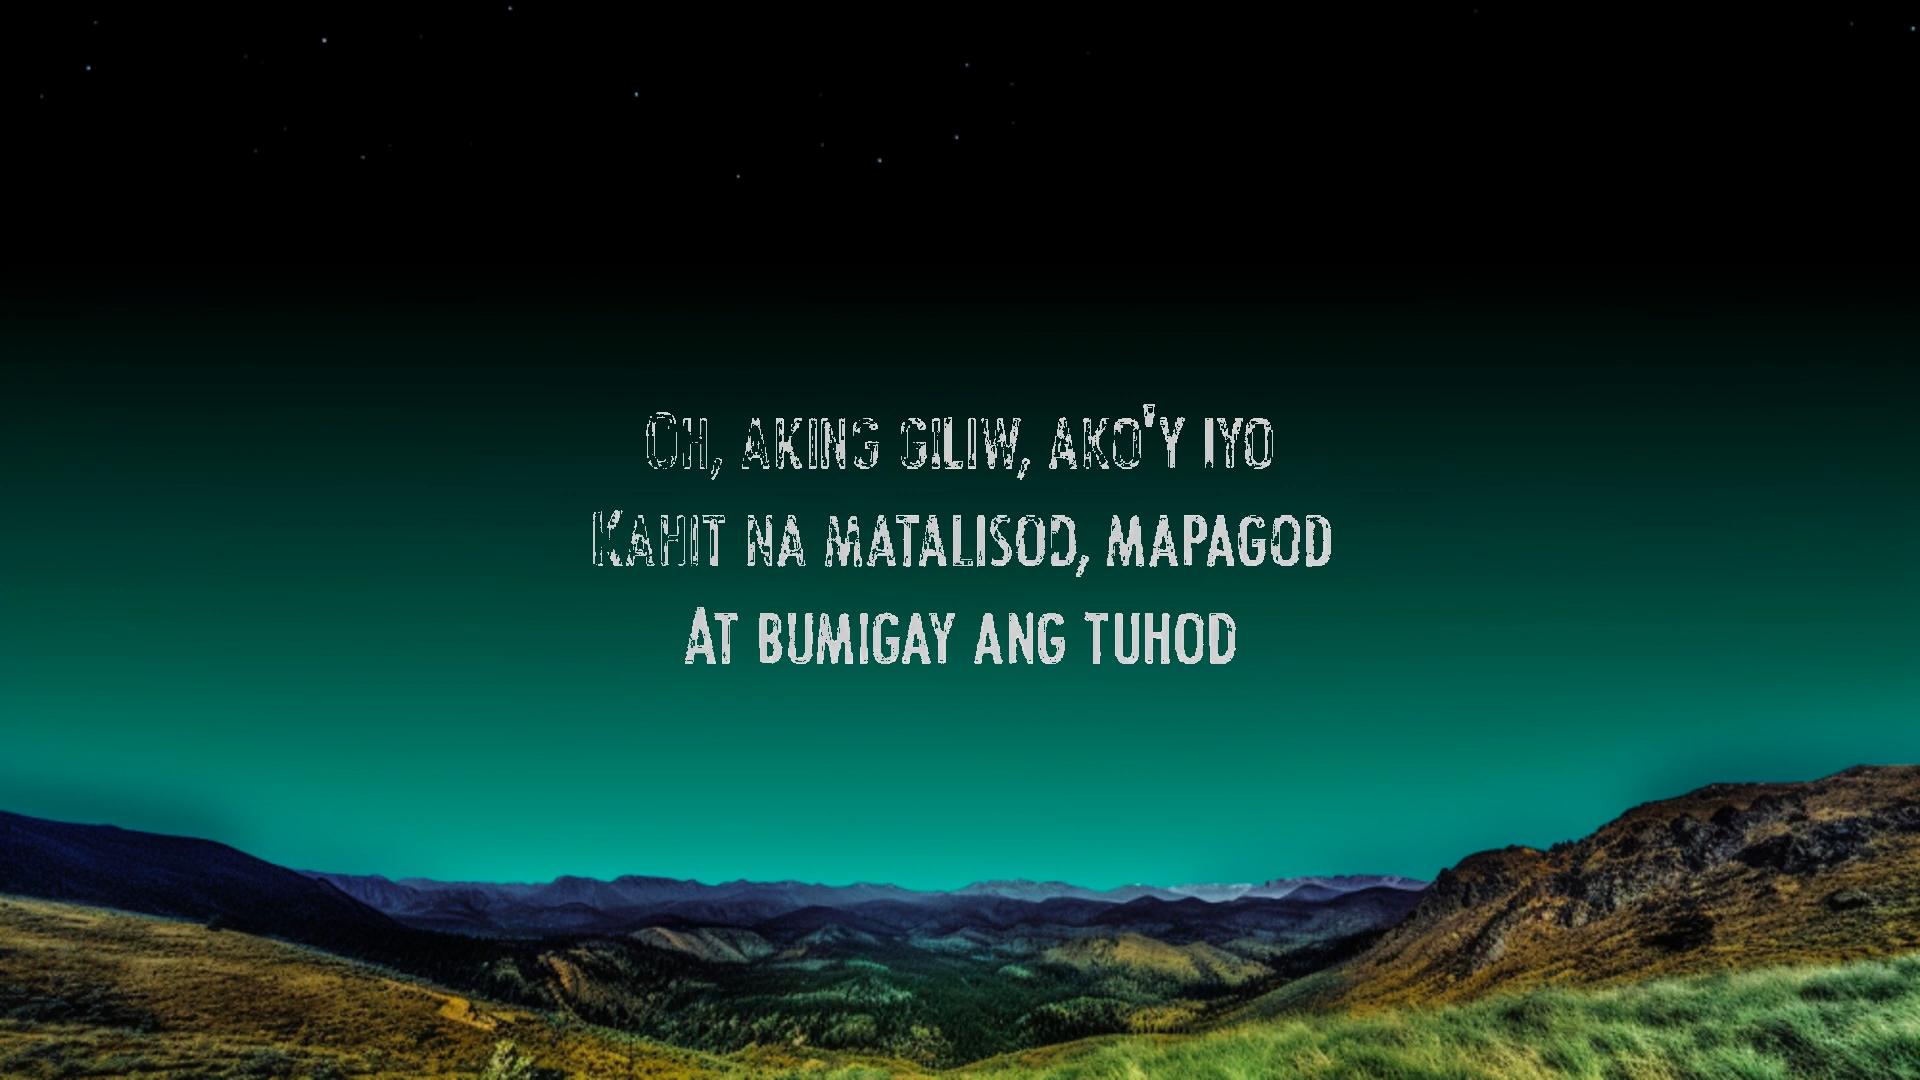 Oh, aking giliw, ako'y iyo
Kahit na matalisod, mapagod
At bumigay ang tuhod